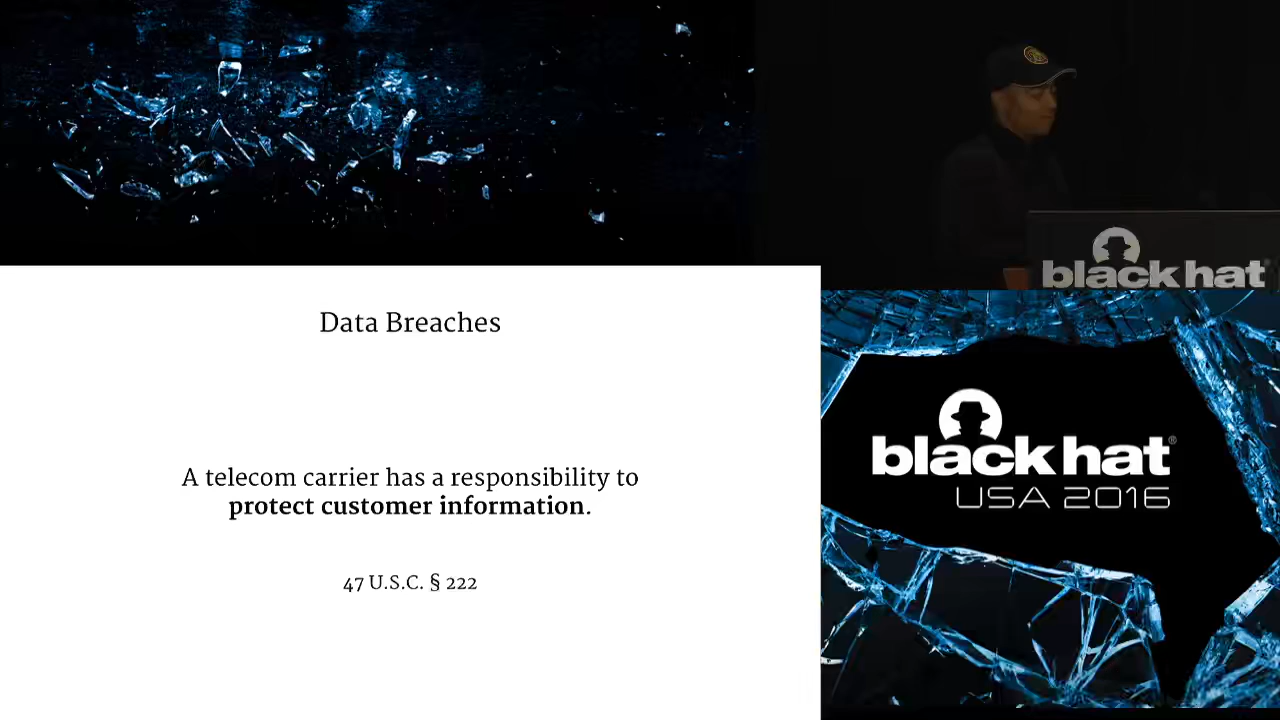 black hat
Data Breaches
A telecom carrier has a responsibility to
protect customer information.
47 U.S.C. § 222
black hat®
USA 2016